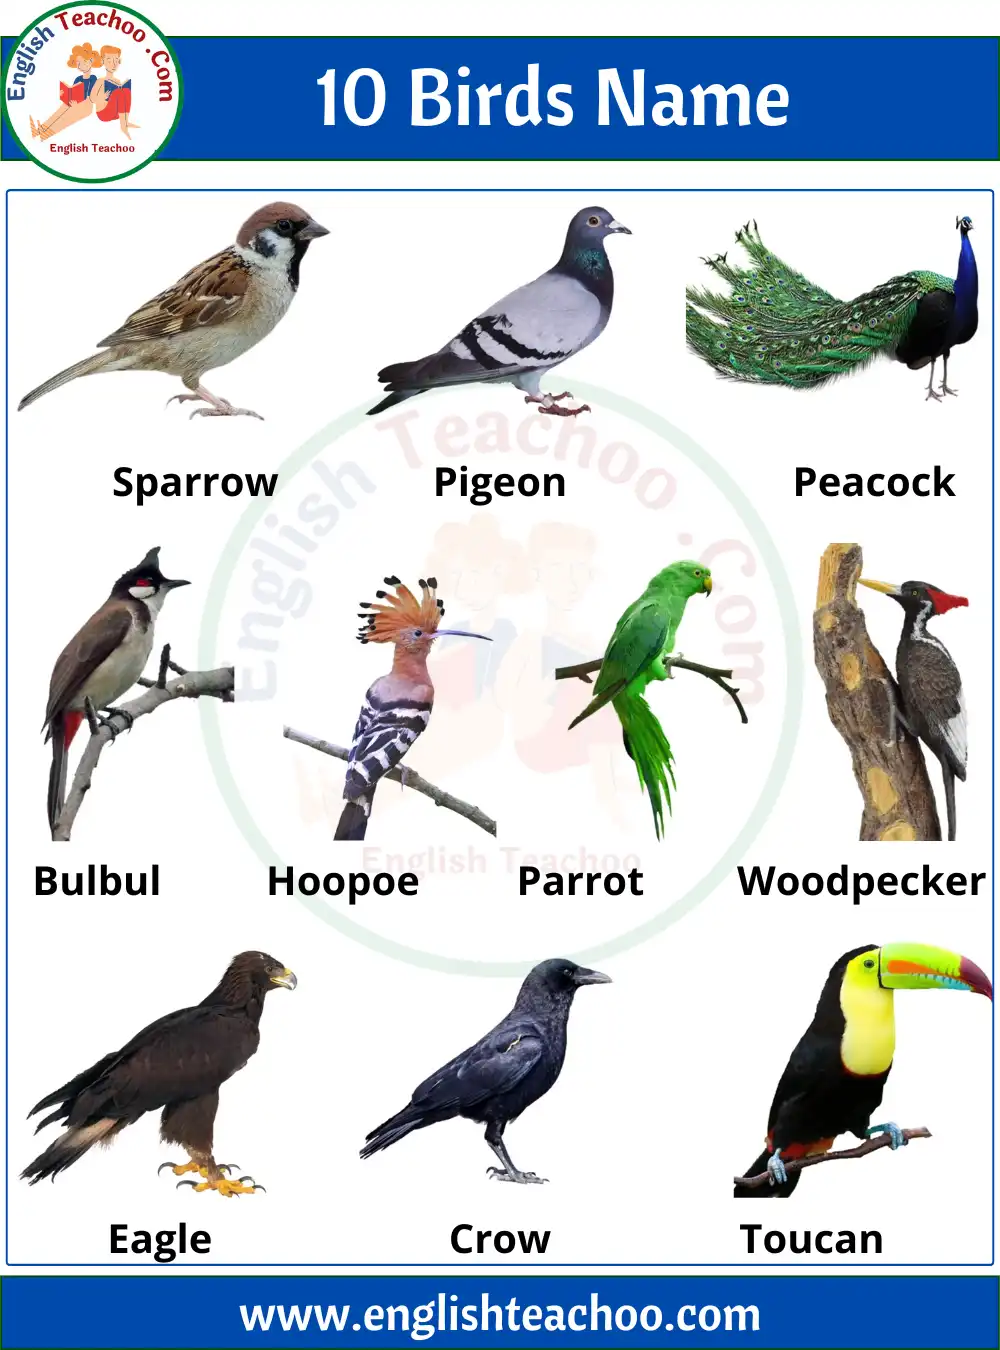 English Teachoo .Com
English Teachoo
10 Birds Name
Sparrow Pigeon Peacock
English Teachoo .Com
Bulbul Hoopoe Parrot Woodpecker
English Teachoo
Eagle Crow Toucan
www.englishteachoo.com